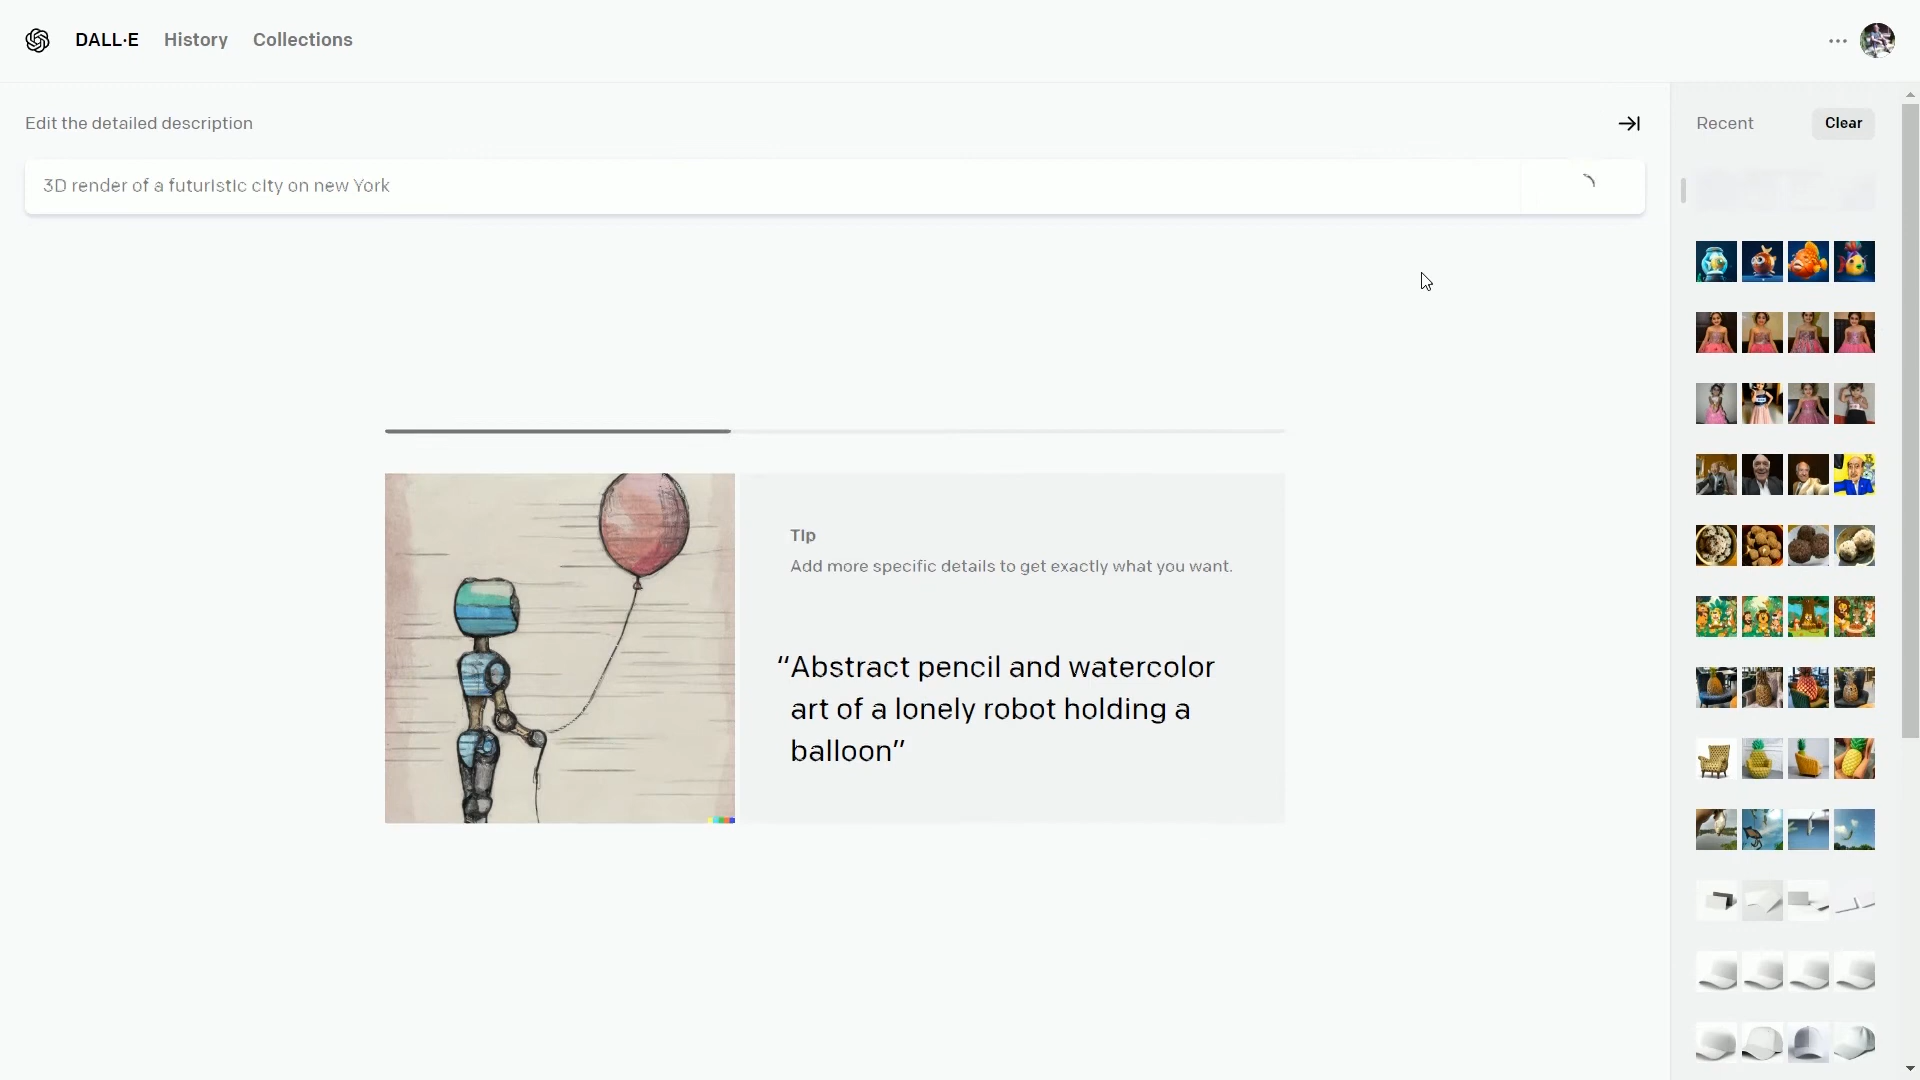 DALL·E History Collections
Edit the detailed description
3D render of a futuristic city on new York
Recent Clear
Tip
Add more specific details to get exactly what you want.
“Abstract pencil and watercolor
art of a lonely robot holding a
balloon”